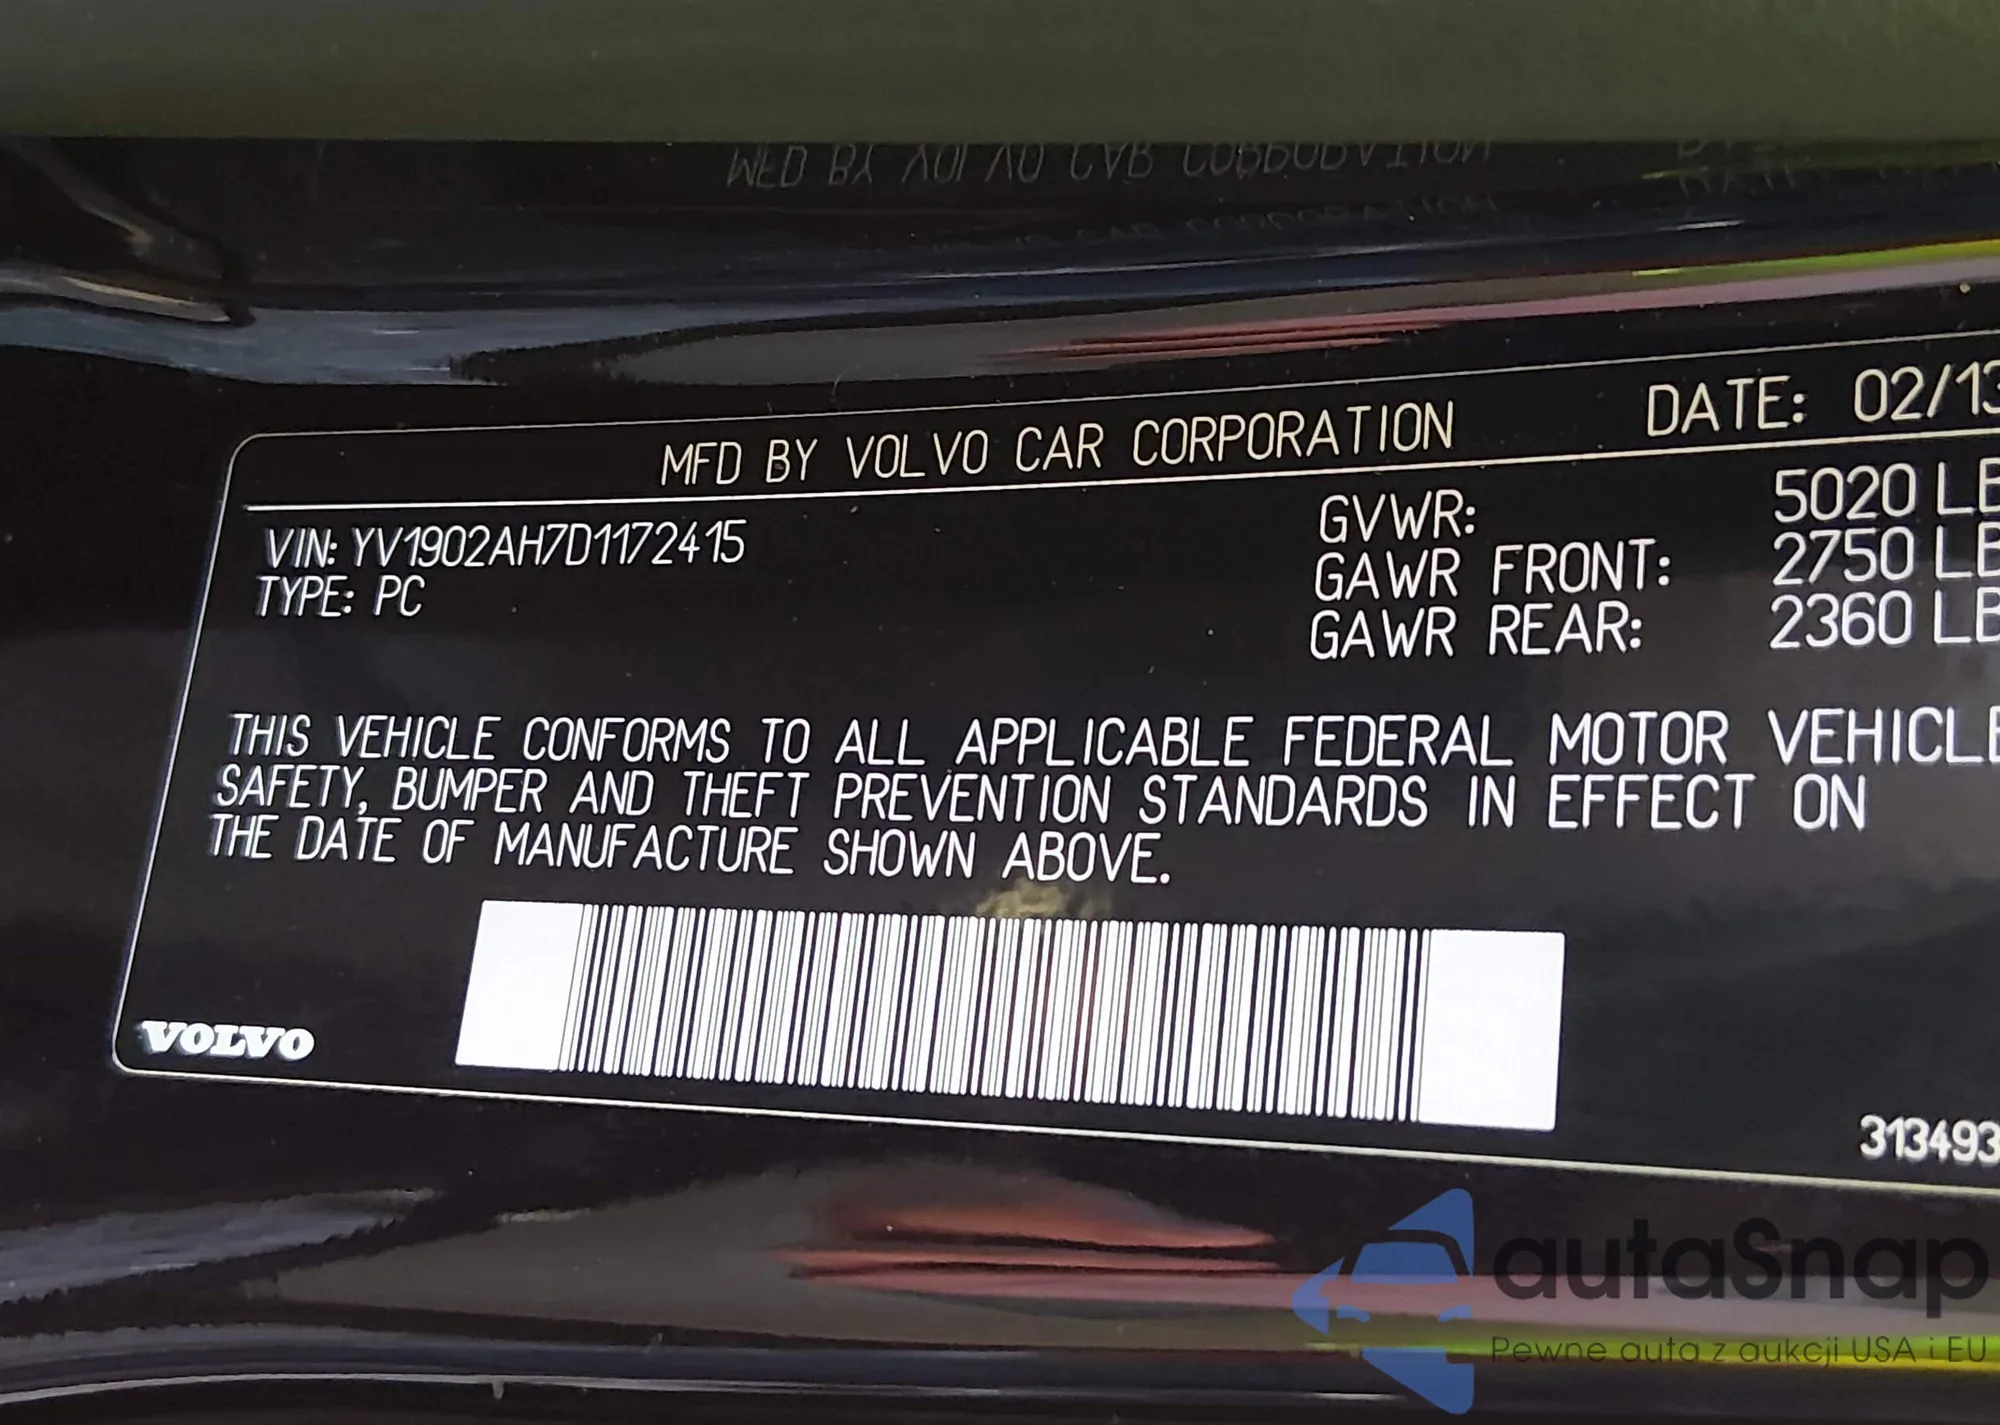 MFD BY VOLVO CAR CORPORATION DATE: 02/13
VIN: YV1902AH7D1172415
TYPE: PC
GVWR: 5020 LB
GAWR FRONT: 2750 LB
GAWR REAR: 2360 LB
THIS VEHICLE CONFORMS TO ALL APPLICABLE FEDERAL MOTOR VEHICLE
SAFETY, BUMPER AND THEFT PREVENTION STANDARDS IN EFFECT ON
THE DATE OF MANUFACTURE SHOWN ABOVE.
VOLVO
313493
autaSnap
Pewne auta z aukcji USA i EU